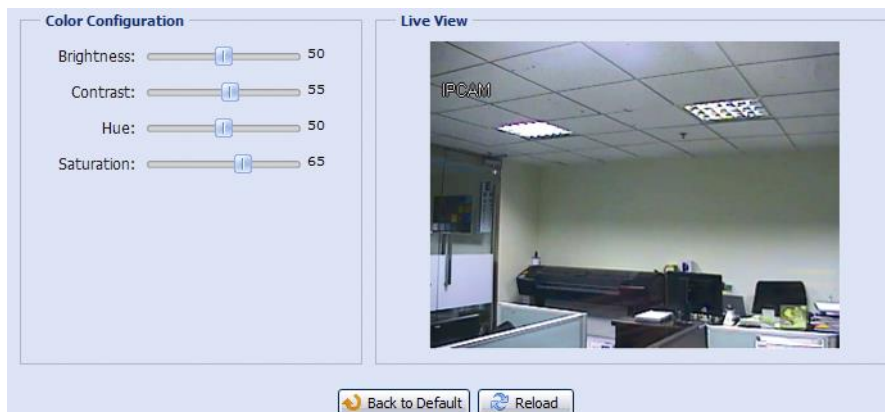 Color Configuration
Brightness: 50
Contrast: 55
Hue: 50
Saturation: 65
Live View
IPCAM
Back to Default
Reload